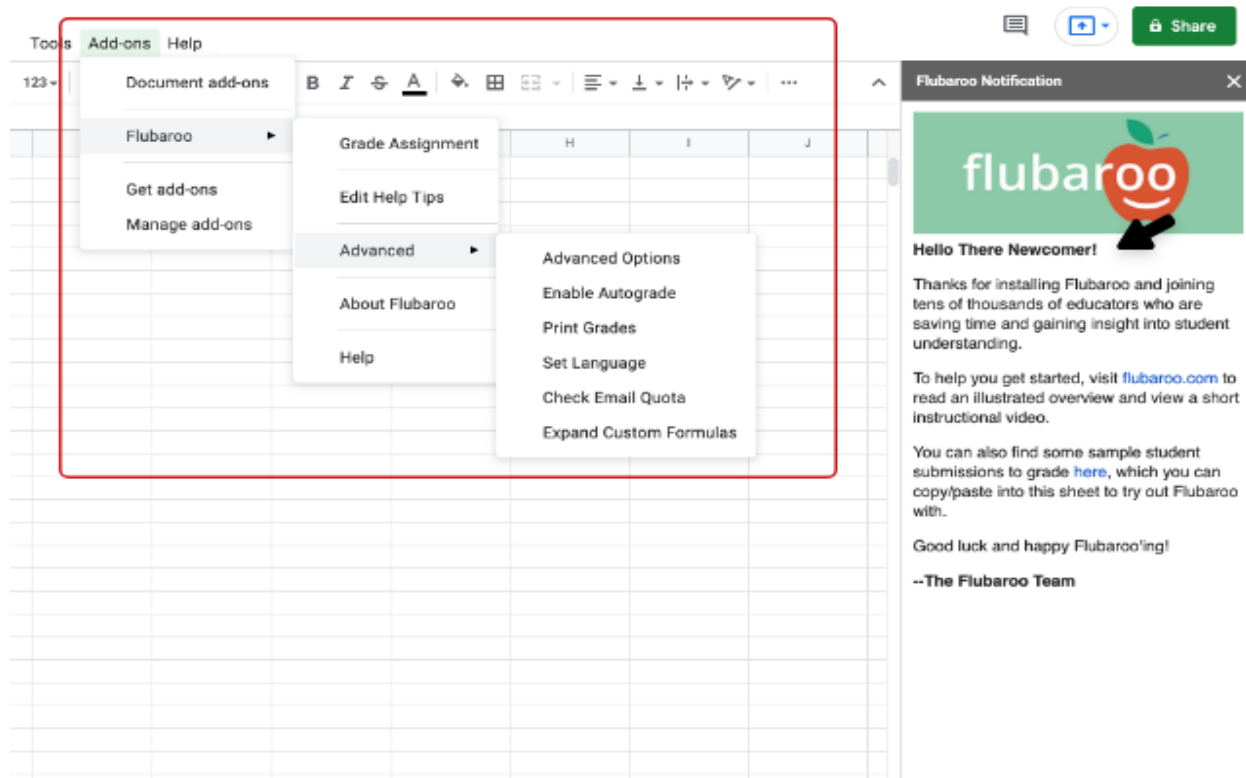 Share
Tools Add-ons Help
123
Document add-ons
B I S A
Flubaroo Notification
Flubaroo
Grade Assignment
H I J
flubaroo
Get add-ons
Edit Help Tips
Manage add-ons
Advanced
Advanced Options
Enable Autograde
About Flubaroo
Print Grades
Help
Set Language
Check Email Quota
Expand Custom Formulas
Hello There Newcomer!
Thanks for installing Flubaroo and joining
tens of thousands of educators who are
saving time and gaining insight into student
understanding.
To help you get started, visit flubaroo.com to
read an illustrated overview and view a short
instructional video.
You can also find some sample student
submissions to grade here, which you can
copy/paste into this sheet to try out Flubaroo
with.
Good luck and happy Flubaroo'ing!
--The Flubaroo Team